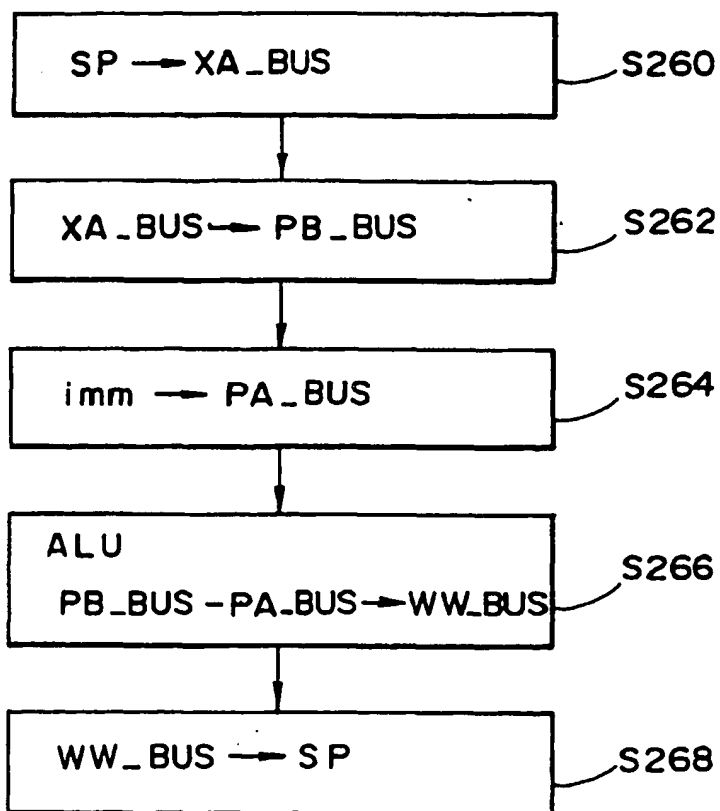 SP → XA_BUS
S260
XA_BUS → PB_BUS
S262
imm → PA_BUS
S264
ALU
PB_BUS - PA_BUS → WW_BUS
S266
WW_BUS → SP
S268